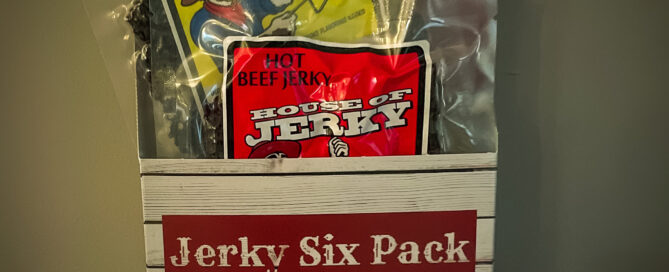 HOT
BEEF JERKY
HOUSE OF
JERKY
Jerky Six Pack